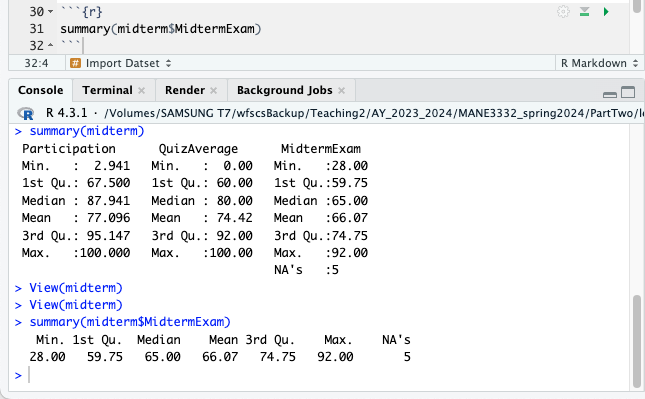 30 ```{r}
31 summary(midterm$MidtermExam)
32 ```
32:4 # Import Datset R Markdown
Console Terminal Render Background Jobs
R 4.3.1 · /Volumes/SAMSUNG T7/wfscsBackup/Teaching2/AY_2023_2024/MANE3332_spring2024/PartTwo/le
> summary(midterm)
Participation QuizAverage MidtermExam
Min. : 2.941 Min. : 0.00 Min. :28.00
1st Qu.: 67.500 1st Qu.: 60.00 1st Qu.:59.75
Median : 87.941 Median : 80.00 Median :65.00
Mean : 77.096 Mean : 74.42 Mean :66.07
3rd Qu.: 95.147 3rd Qu.: 92.00 3rd Qu.:74.75
Max. :100.000 Max. :100.00 Max. :92.00
NA's :5
> View(midterm)
> View(midterm)
> summary(midterm$MidtermExam)
Min. 1st Qu. Median Mean 3rd Qu. Max. NA's
28.00 59.75 65.00 66.07 74.75 92.00 5
>